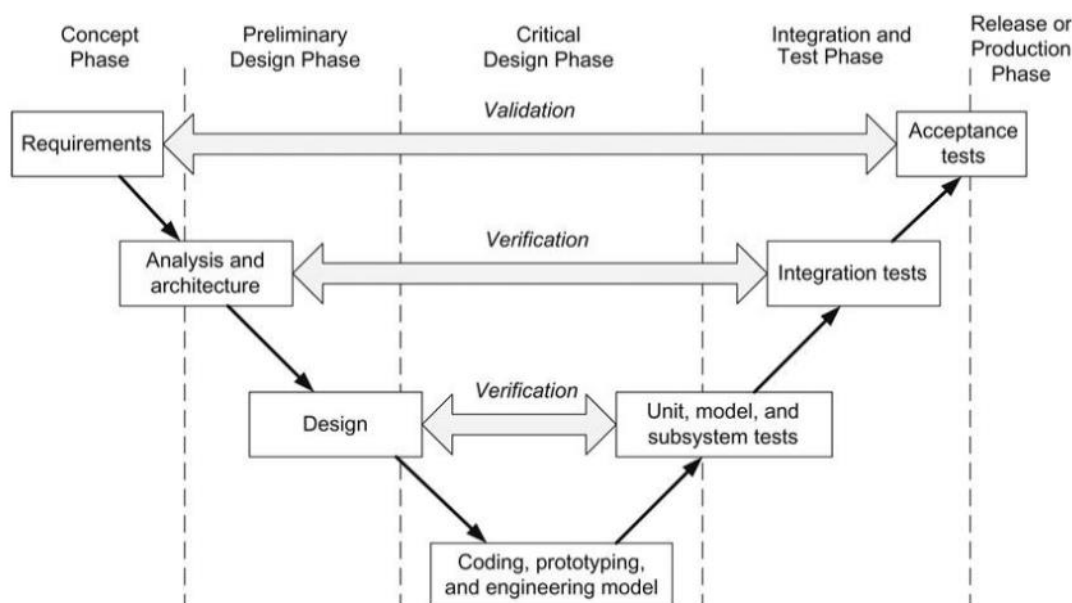 Concept
Phase
Preliminary
Design Phase
Critical
Design Phase
Integration and
Test Phase
Release or
Production
Phase
Validation
Requirements
Acceptance
tests
Verification
Analysis and
architecture
Integration tests
Verification
Design
Unit, model, and
subsystem tests
Coding, prototyping,
and engineering model